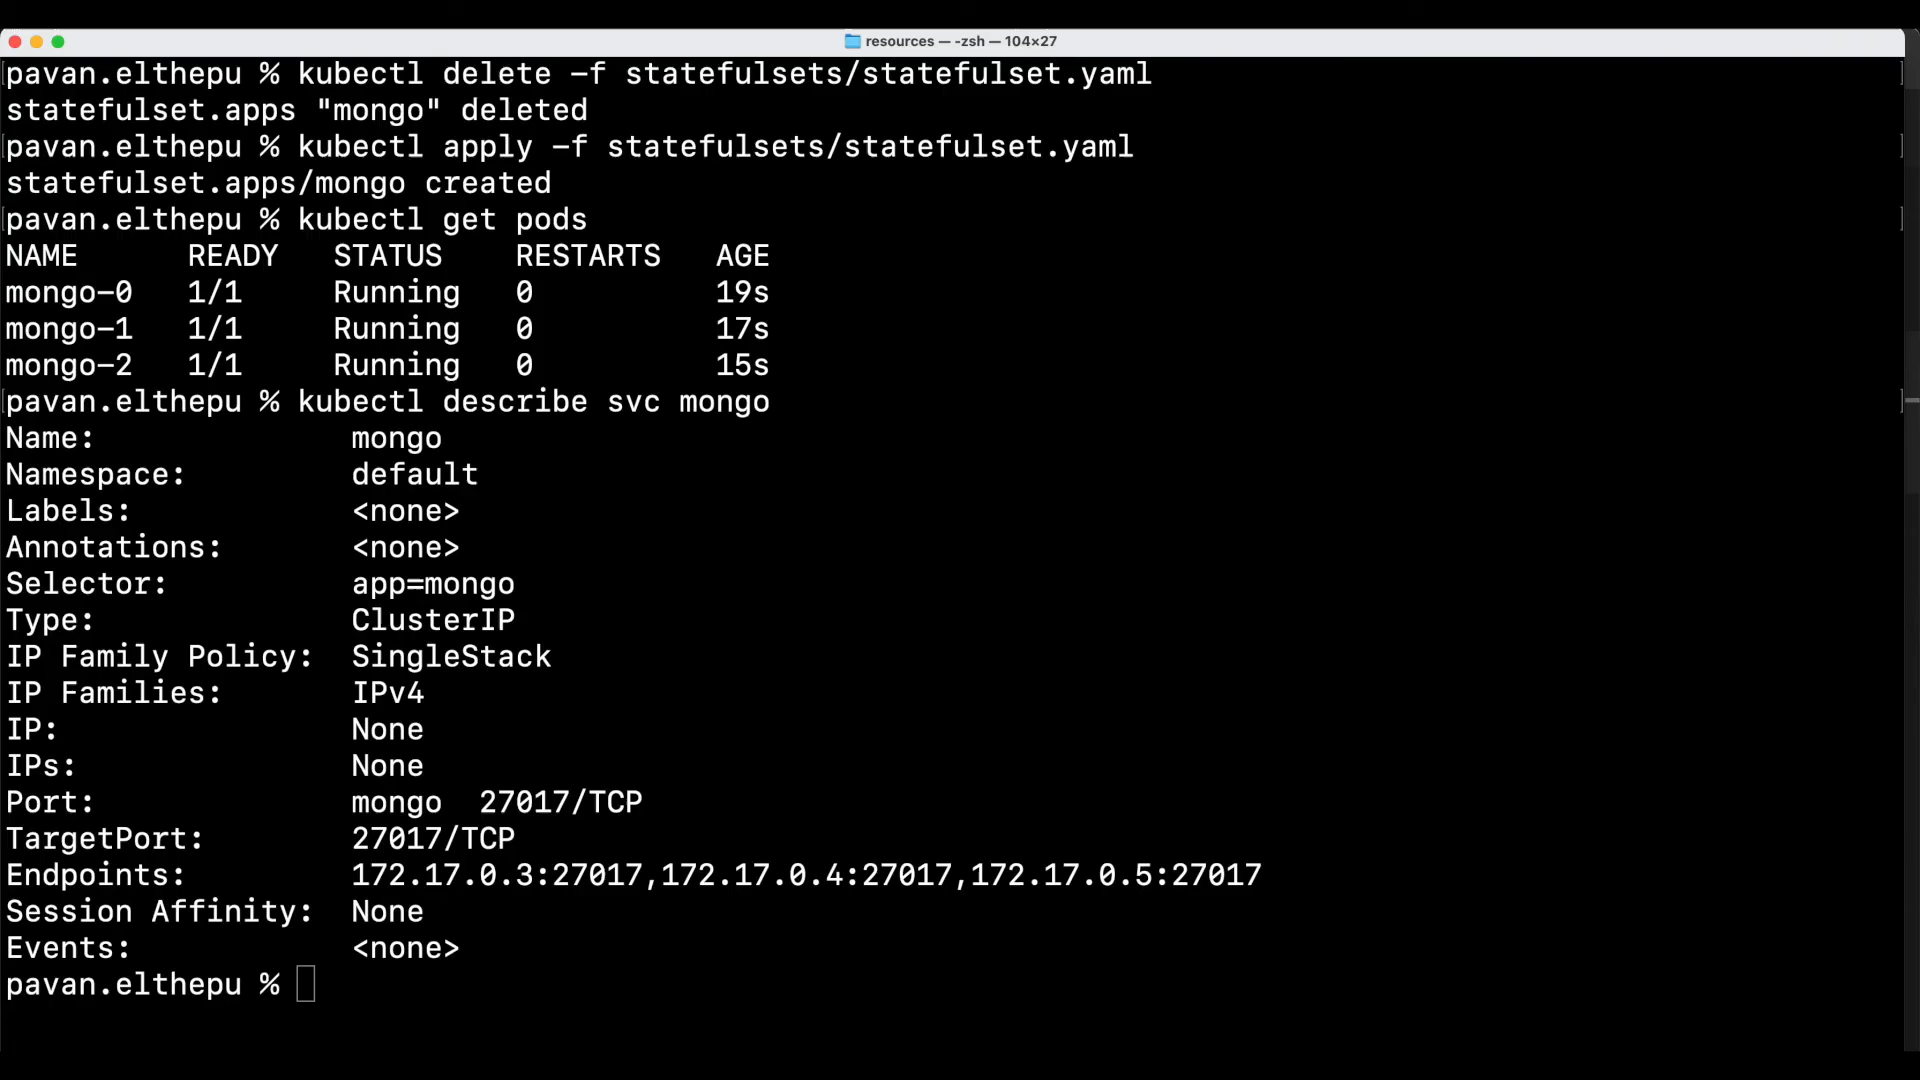 resources — -zsh — 104×27
pavan.elthepu % kubectl delete -f statefulsets/statefulset.yaml
statefulset.apps "mongo" deleted
pavan.elthepu % kubectl apply -f statefulsets/statefulset.yaml
statefulset.apps/mongo created
pavan.elthepu % kubectl get pods
NAME      READY   STATUS    RESTARTS   AGE
mongo-0   1/1     Running   0          19s
mongo-1   1/1     Running   0          17s
mongo-2   1/1     Running   0          15s
pavan.elthepu % kubectl describe svc mongo
Name:              mongo
Namespace:         default
Labels:            <none>
Annotations:       <none>
Selector:          app=mongo
Type:              ClusterIP
IP Family Policy:  SingleStack
IP Families:       IPv4
IP:                None
IPs:               None
Port:              mongo  27017/TCP
TargetPort:        27017/TCP
Endpoints:         172.17.0.3:27017,172.17.0.4:27017,172.17.0.5:27017
Session Affinity:  None
Events:            <none>
pavan.elthepu %